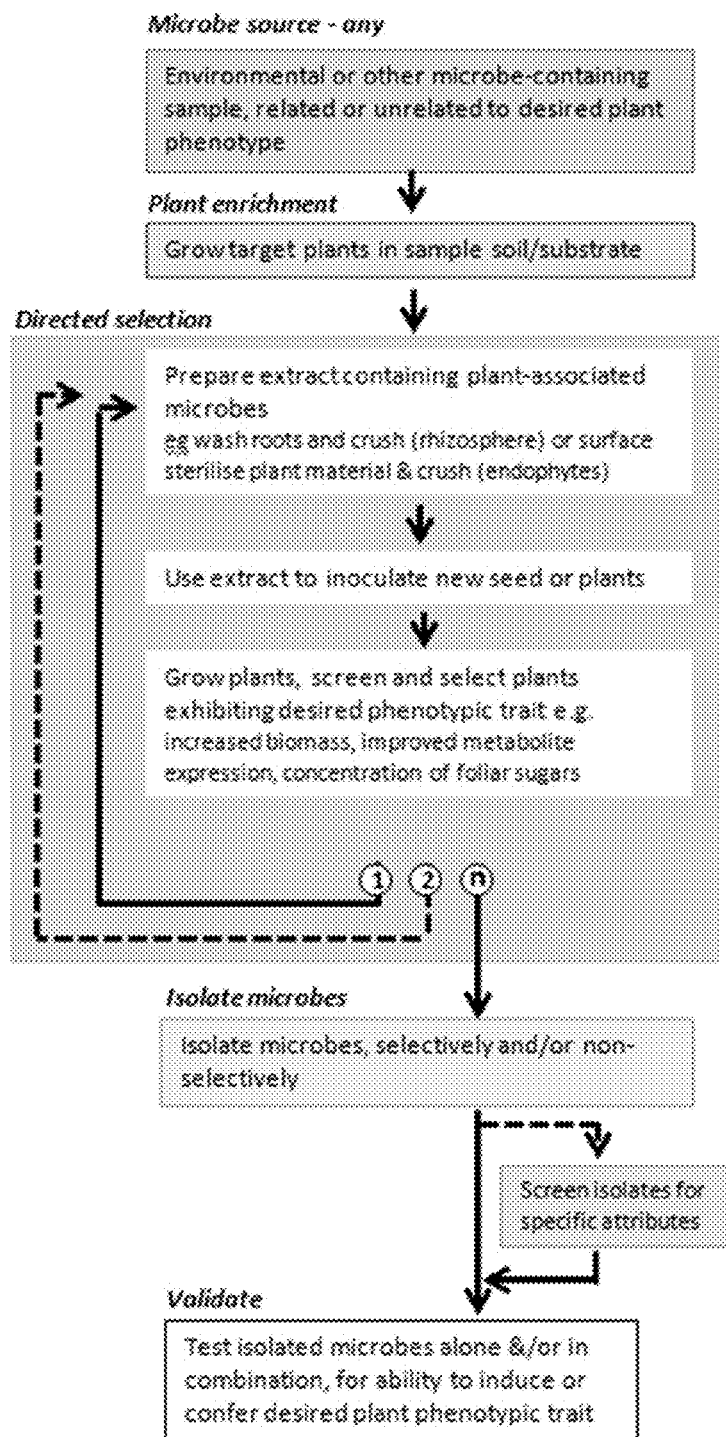 Microbe source - any
Environmental or other microbe-containing
sample, related or unrelated to desired plant
phenotype
Plant enrichment
Grow target plants in sample soil/substrate
Directed selection
Prepare extract containing plant-associated
microbes
eg wash roots and crush (rhizosphere) or surface
sterilise plant material & crush (endophytes)
Use extract to inoculate new seed or plants
Grow plants, screen and select plants
exhibiting desired phenotypic trait e.g.
increased biomass, improved metabolite
expression, concentration of foliar sugars
1 2 n
Isolate microbes
Isolate microbes, selectively and/or non-
selectively
Screen isolates for
specific attributes
Validate
Test isolated microbes alone &/or in
combination, for ability to induce or
confer desired plant phenotypic trait